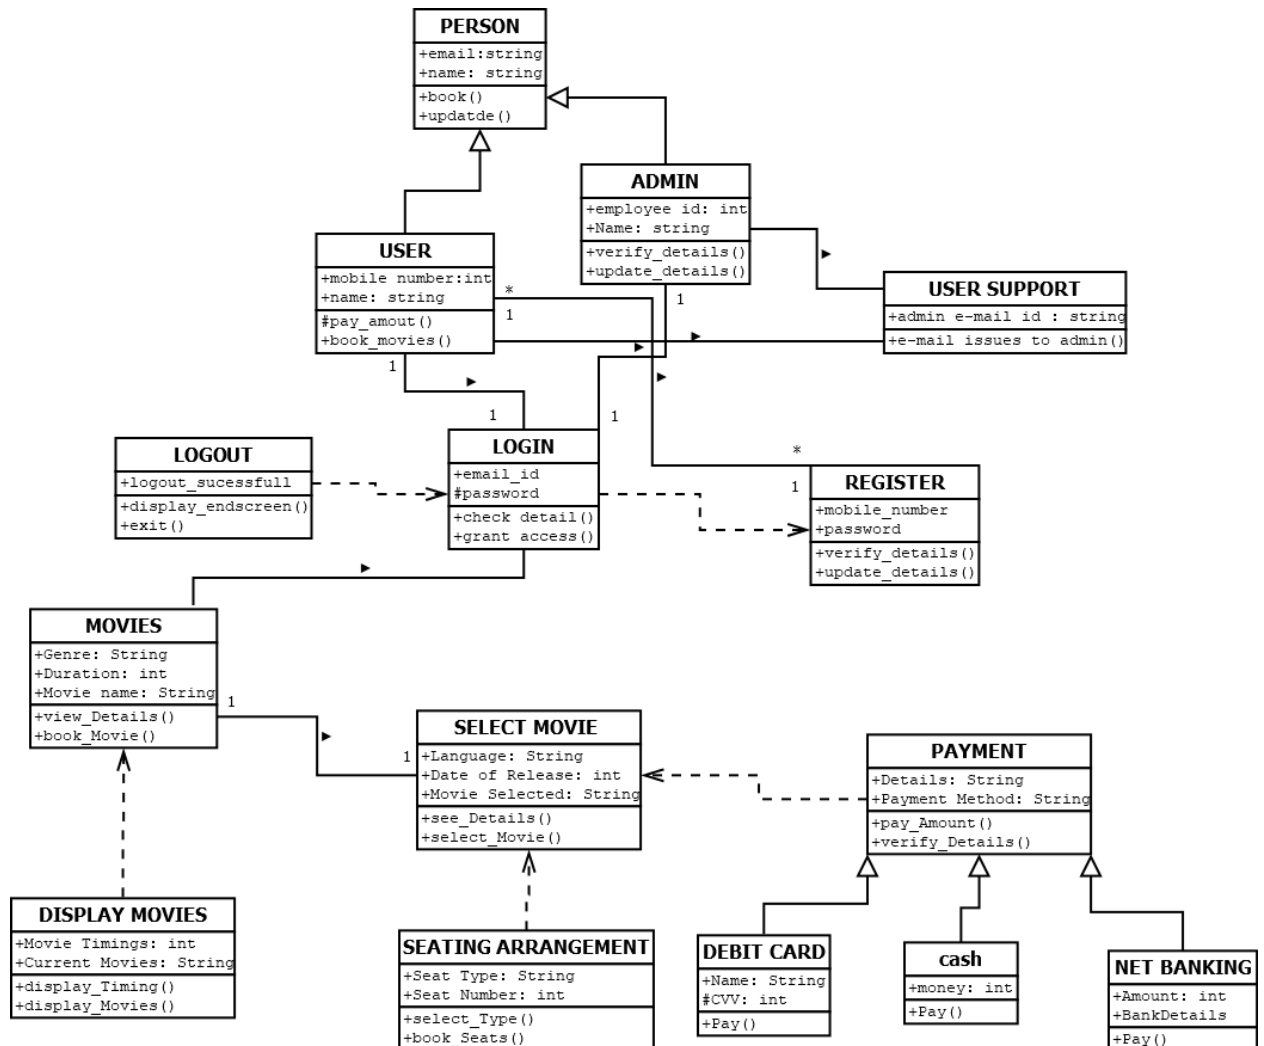 PERSON
+email:string
+name: string
+book()
+updatde()
ADMIN
+employee id: int
+Name: string
+verify_details()
+update_details()
1
USER
+mobile number:int
+name: string
#pay_amout()
+book_movies()
*
1
1
USER SUPPORT
+admin e-mail id : string
+e-mail issues to admin()
1
1
LOGIN
+email_id
#password
+check detail()
+grant access()
LOGOUT
+logout_sucessfull
+display_endscreen()
+exit()
*
1
REGISTER
+mobile_number
+password
+verify_details()
+update_details()
MOVIES
+Genre: String
+Duration: int
+Movie name: String
+view_Details()
+book_Movie()
1
1
SELECT MOVIE
+Language: String
+Date of Release: int
+Movie Selected: String
+see_Details()
+select_Movie()
PAYMENT
+Details: String
+Payment Method: String
+pay_Amount()
+verify_Details()
DISPLAY MOVIES
+Movie Timings: int
+Current Movies: String
+display_Timing()
+display_Movies()
SEATING ARRANGEMENT
+Seat Type: String
+Seat Number: int
+select_Type()
+book_Seats()
DEBIT CARD
+Name: String
#CVV: int
+Pay()
cash
+money: int
+Pay()
NET BANKING
+Amount: int
+BankDetails
+Pay()